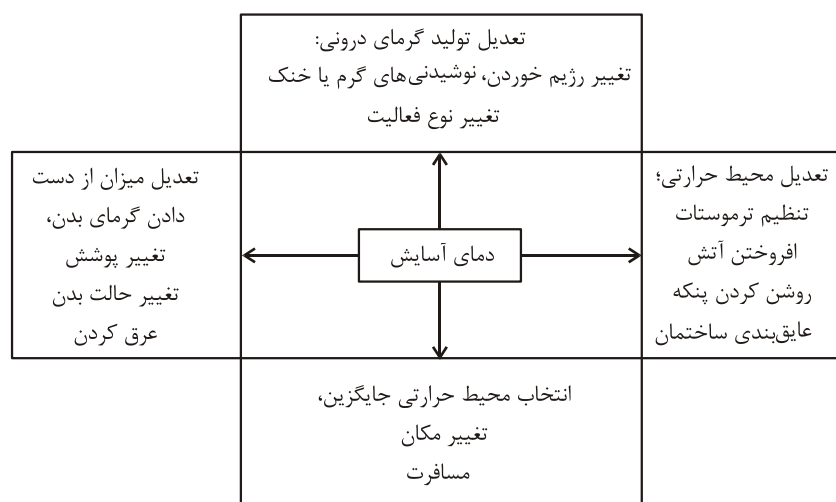 تعدیل تولید گرمای درونی:
تغییر رژیم خوردن، نوشیدنی‌های گرم یا خنک
تغییر نوع فعالیت
تعدیل محیط حرارتی؛
تنظیم ترموستات
افروختن آتش
روشن کردن پنکه
عایق‌بندی ساختمان
دمای آسایش
تعدیل میزان از دست
دادن گرمای بدن،
تغییر پوشش
تغییر حالت بدن
عرق کردن
انتخاب محیط حرارتی جایگزین،
تغییر مکان
مسافرت